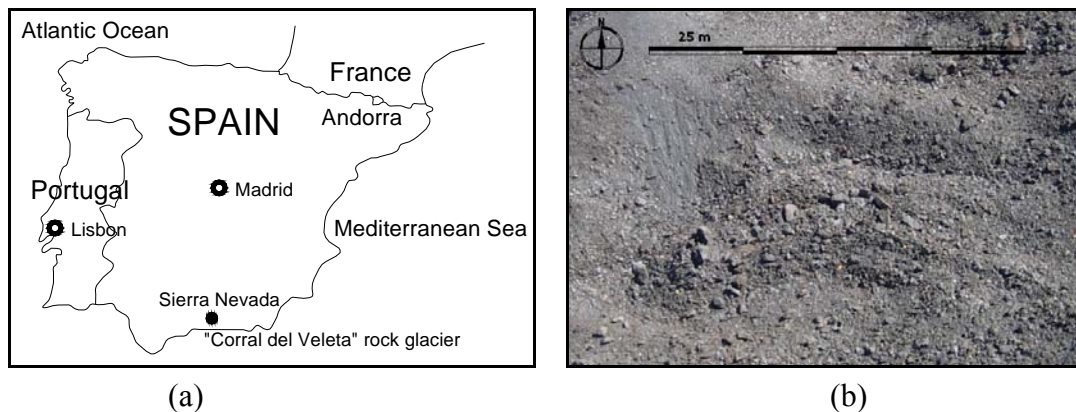 Atlantic Ocean
France
SPAIN
Andorra
Portugal
Madrid
Lisbon
Mediterranean Sea
Sierra Nevada
"Corral del Veleta" rock glacier
(a)
N
25 m
(b)